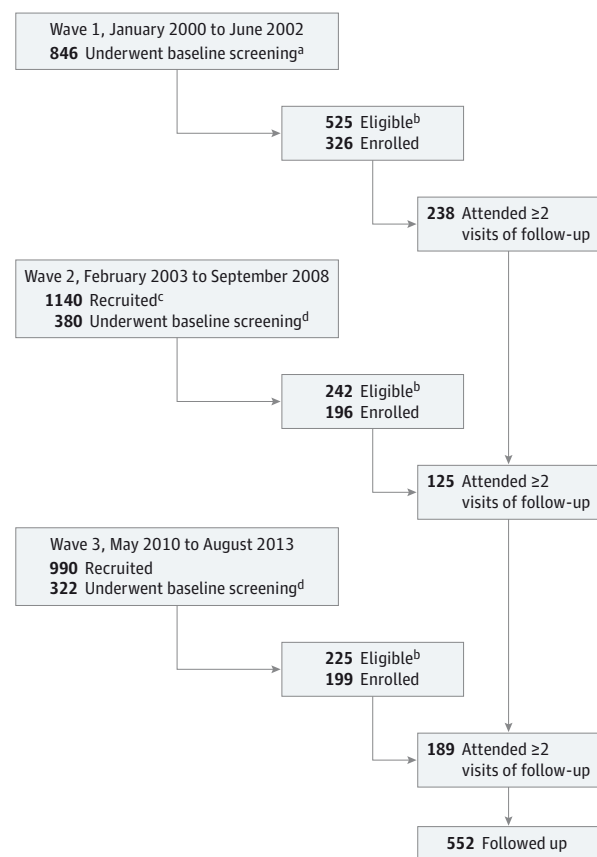 Wave 1, January 2000 to June 2002
846 Underwent baseline screeningᵃ
525 Eligibleᵇ
326 Enrolled
238 Attended ≥2
visits of follow-up
Wave 2, February 2003 to September 2008
1140 Recruitedᶜ
380 Underwent baseline screeningᵈ
242 Eligibleᵇ
196 Enrolled
125 Attended ≥2
visits of follow-up
Wave 3, May 2010 to August 2013
990 Recruited
322 Underwent baseline screeningᵈ
225 Eligibleᵇ
199 Enrolled
189 Attended ≥2
visits of follow-up
552 Followed up